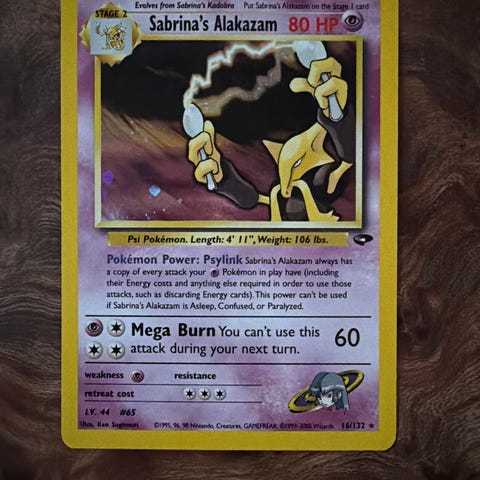 Evolves from Sabrina's Kadabra Put Sabrina's Alakazam on the Stage 1 card
STAGE 2
Sabrina's Alakazam 80 HP
Psi Pokémon. Length: 4' 11", Weight: 106 lbs.
Pokémon Power: Psylink Sabrina's Alakazam always has
a copy of every attack your Pokémon in play have (including
their Energy costs and anything else required in order to use those
attacks, such as discarding Energy cards). This power can't be used
if Sabrina's Alakazam is Asleep, Confused, or Paralyzed.
Mega Burn You can't use this 60
attack during your next turn.
weakness resistance
retreat cost
LV. 44 #65
Illus. Ken Sugimori ©1995, 96, 98 Nintendo, Creatures, GAMEFREAK. ©1999-2000 Wizards. 16/132